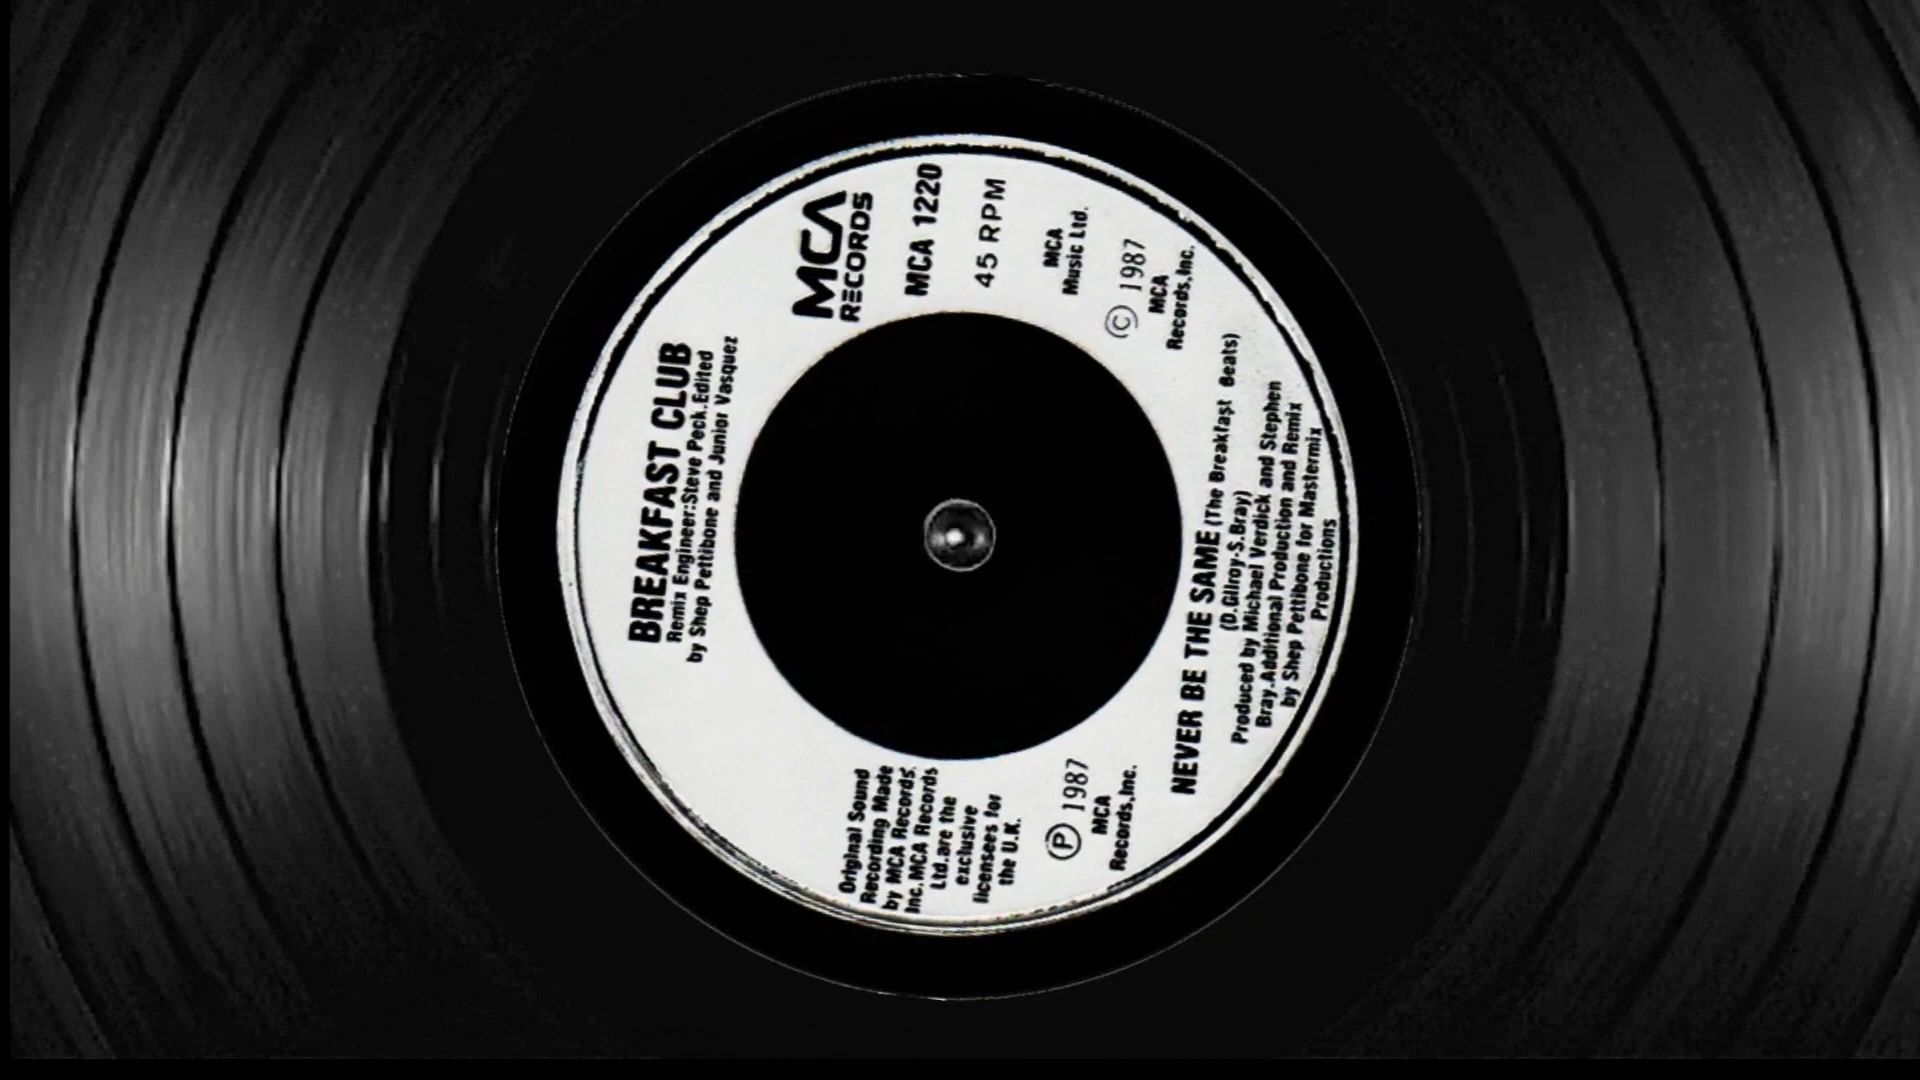 BREAKFAST CLUB
Remix Engineer:Steve Peck.Edited
by Shep Pettibone and Junior Vasquez
MCA
RECORDS
MCA 1220
45 RPM
MCA
Music Ltd.
© 1987
MCA
Records,Inc.
Original Sound
Recording Made
by MCA Records,
Inc.MCA Records
Ltd.are the
exclusive
licensees for
the U.K.
℗ 1987
MCA
Records,Inc.
NEVER BE THE SAME (The Breakfast Beats)
(D.Gilroy-S.Bray)
Produced by Michael Verdick and Stephen
Bray.Additional Production and Remix
by Shep Pettibone for Mastermix
Productions